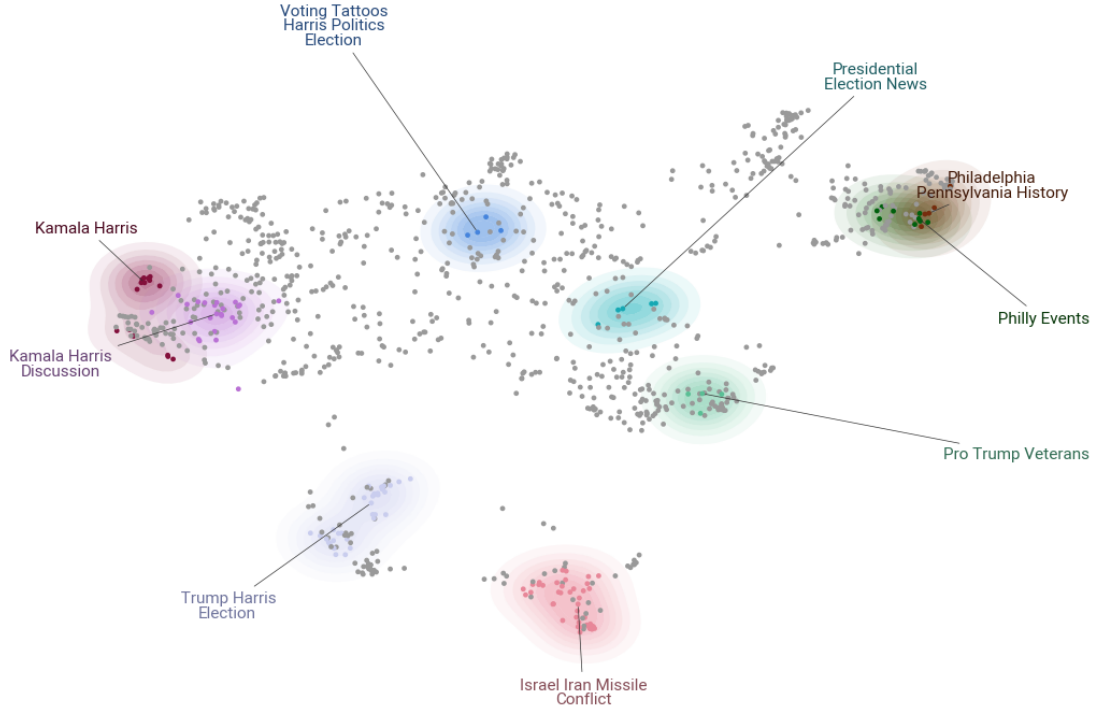 Voting Tattoos
Harris Politics
Election
Presidential
Election News
Philadelphia
Pennsylvania History
Kamala Harris
Philly Events
Kamala Harris
Discussion
Pro Trump Veterans
Trump Harris
Election
Israel Iran Missile
Conflict